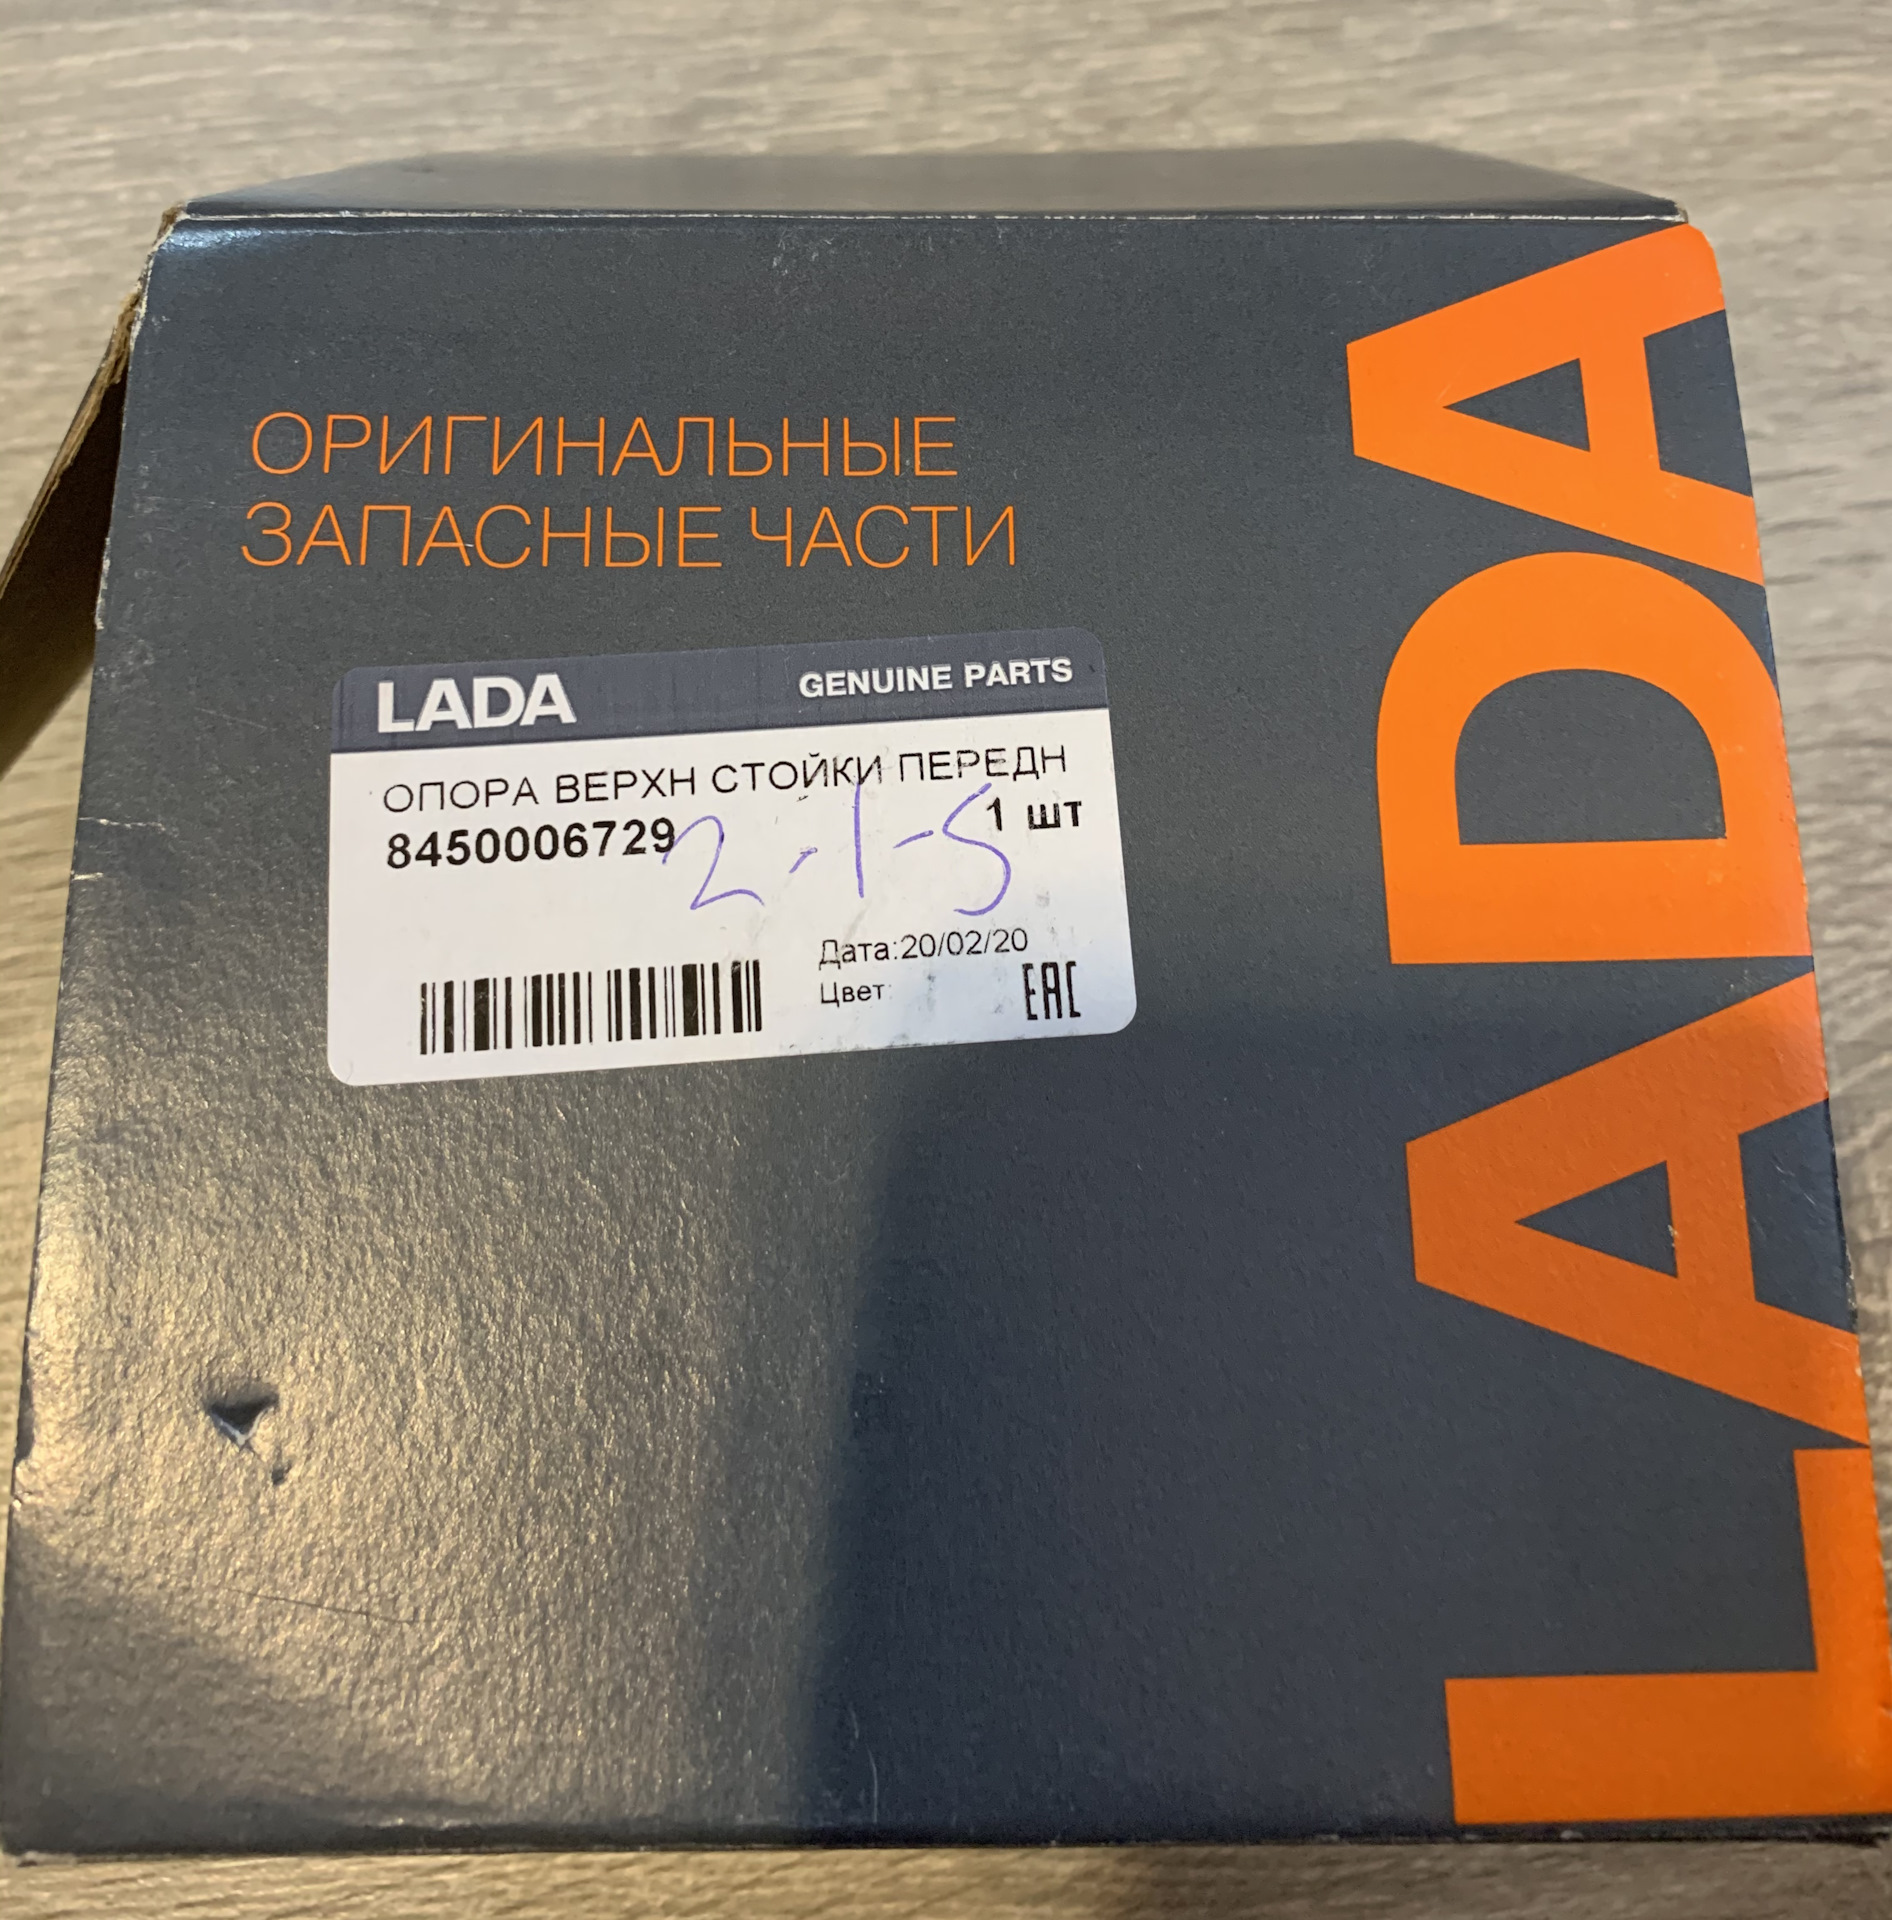 ОРИГИНАЛЬНЫЕ
ЗАПАСНЫЕ ЧАСТИ
LADA GENUINE PARTS
ОПОРА ВЕРХН СТОЙКИ ПЕРЕДН
8450006729 1 шт
2-1-5
Дата:20/02/20
Цвет: EAC
LADA